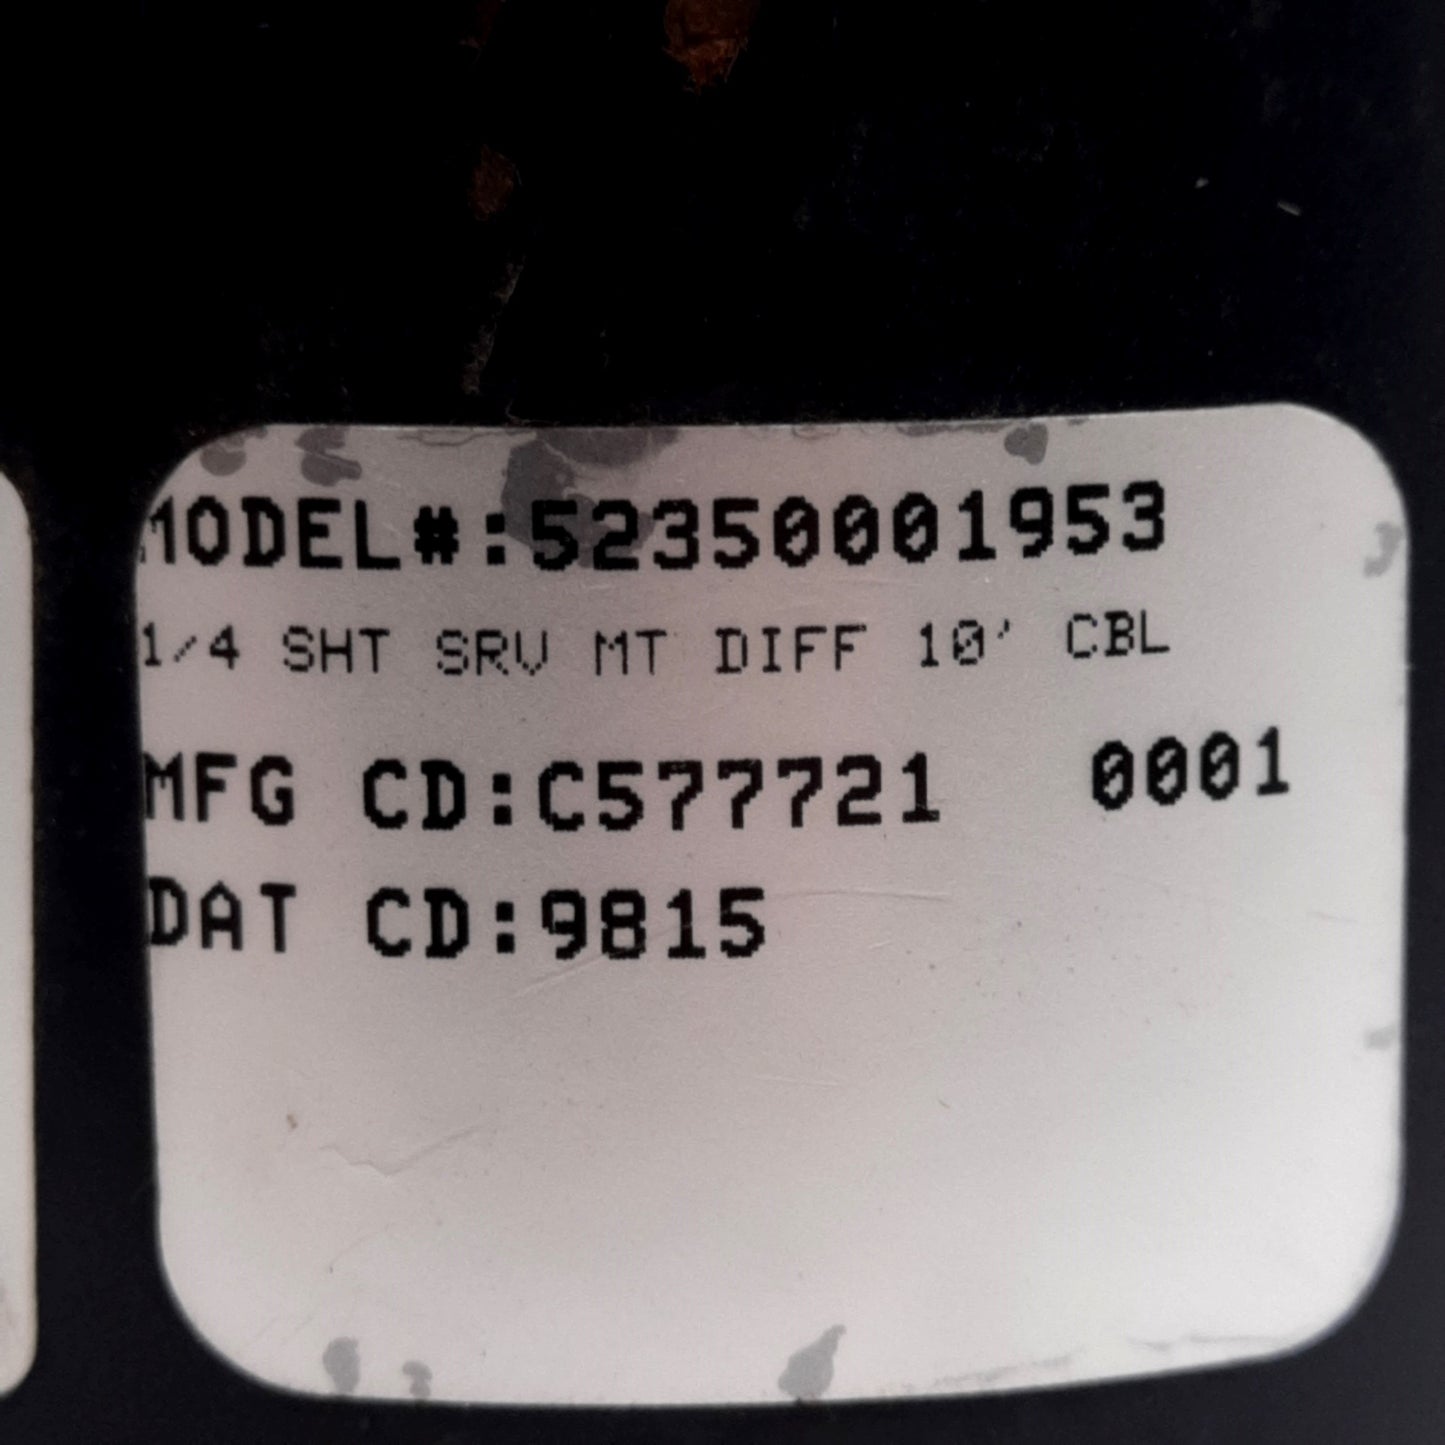 MODEL#:52350001953
1/4 SHT SRV MT DIFF 10' CBL
MFG CD:C577721 0001
DAT CD:9815